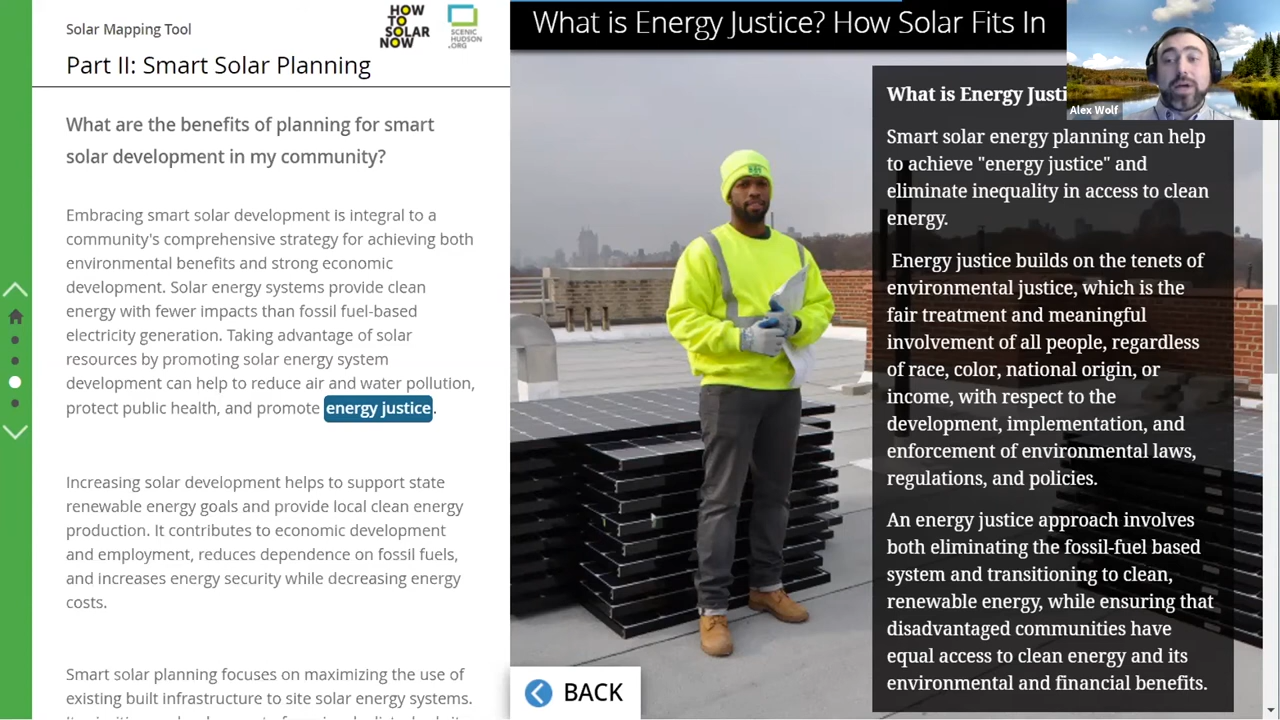 Solar Mapping Tool
HOW
TO
SOLAR
NOW
SCENIC
HUDSON
.ORG
Part II: Smart Solar Planning
What are the benefits of planning for smart
solar development in my community?
Embracing smart solar development is integral to a
community's comprehensive strategy for achieving both
environmental benefits and strong economic
development. Solar energy systems provide clean
energy with fewer impacts than fossil fuel-based
electricity generation. Taking advantage of solar
resources by promoting solar energy system
development can help to reduce air and water pollution,
protect public health, and promote energy justice.
Increasing solar development helps to support state
renewable energy goals and provide local clean energy
production. It contributes to economic development
and employment, reduces dependence on fossil fuels,
and increases energy security while decreasing energy
costs.
Smart solar planning focuses on maximizing the use of
existing built infrastructure to site solar energy systems.
What is Energy Justice? How Solar Fits In
Alex Wolf
What is Energy Justi
Smart solar energy planning can help
to achieve "energy justice" and
eliminate inequality in access to clean
energy.
Energy justice builds on the tenets of
environmental justice, which is the
fair treatment and meaningful
involvement of all people, regardless
of race, color, national origin, or
income, with respect to the
development, implementation, and
enforcement of environmental laws,
regulations, and policies.
An energy justice approach involves
both eliminating the fossil-fuel based
system and transitioning to clean,
renewable energy, while ensuring that
disadvantaged communities have
equal access to clean energy and its
environmental and financial benefits.
BACK